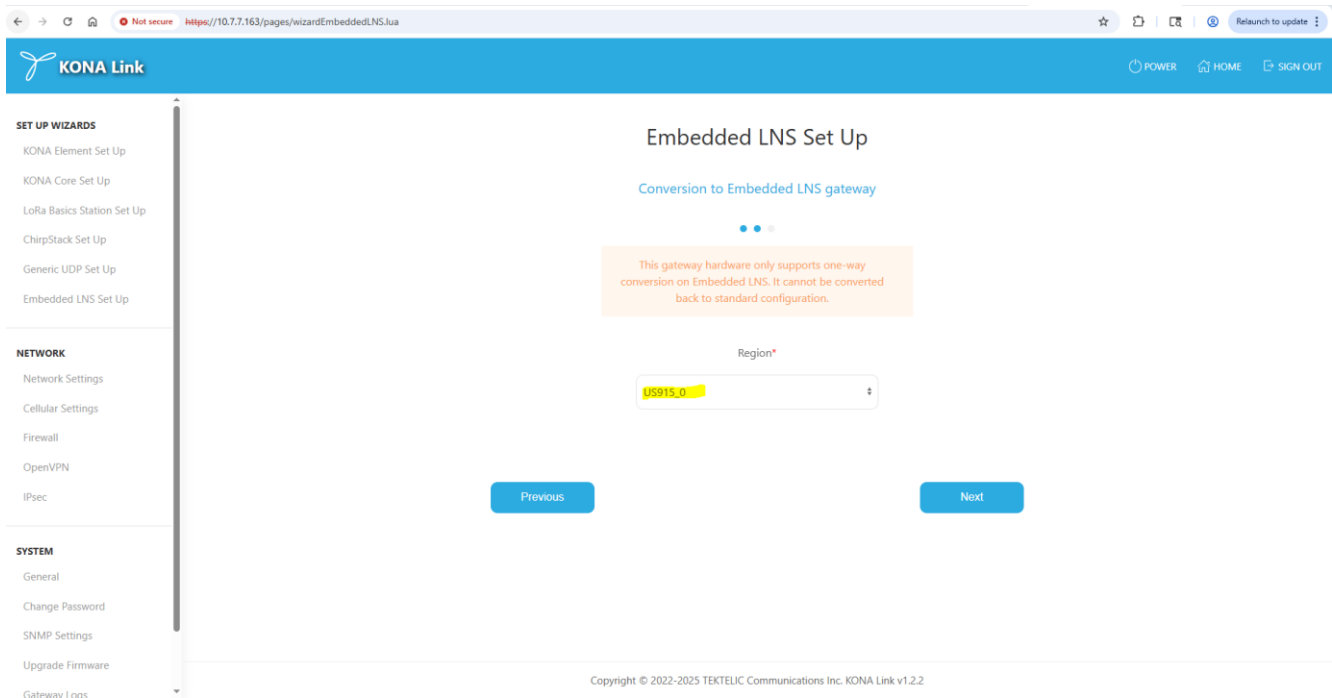 Not secure https://10.7.7.163/pages/wizardEmbeddedLNS.lua Relaunch to update
KONA Link POWER HOME SIGN OUT
SET UP WIZARDS
KONA Element Set Up
KONA Core Set Up
LoRa Basics Station Set Up
ChirpStack Set Up
Generic UDP Set Up
Embedded LNS Set Up
NETWORK
Network Settings
Cellular Settings
Firewall
OpenVPN
IPsec
SYSTEM
General
Change Password
SNMP Settings
Upgrade Firmware
Gateway Logs
Embedded LNS Set Up
Conversion to Embedded LNS gateway
This gateway hardware only supports one-way
conversion on Embedded LNS. It cannot be converted
back to standard configuration.
Region*
US915_0
Previous Next
Copyright © 2022-2025 TEKTELIC Communications Inc. KONA Link v1.2.2